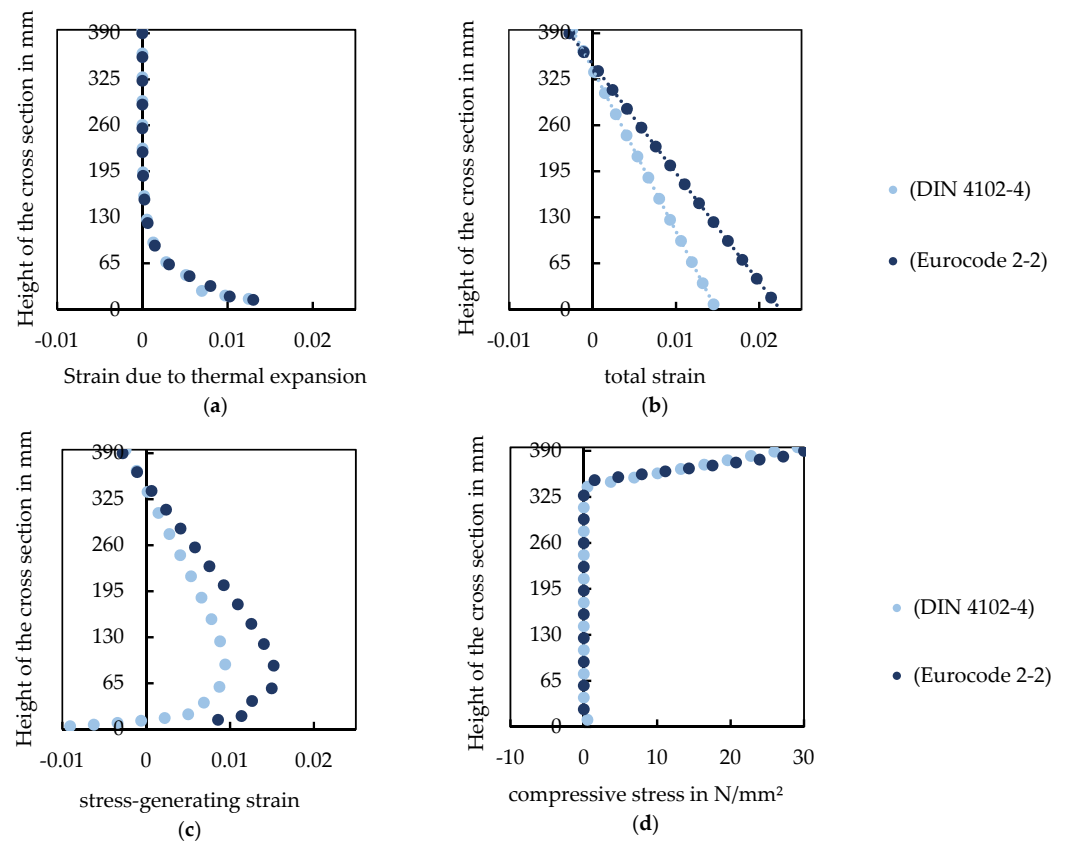 Height of the cross section in mm
390
325
260
195
130
65
0
-0.01 0 0.01 0.02
Strain due to thermal expansion
(a)
Height of the cross section in mm
390
325
260
195
130
65
0
-0.01 0 0.01 0.02
total strain
(b)
(DIN 4102-4)
(Eurocode 2-2)
Height of the cross section in mm
390
325
260
195
130
65
0
-0.01 0 0.01 0.02
stress-generating strain
(c)
Height of the cross section in mm
390
325
260
195
130
65
0
-10 0 10 20 30
compressive stress in N/mm²
(d)
(DIN 4102-4)
(Eurocode 2-2)